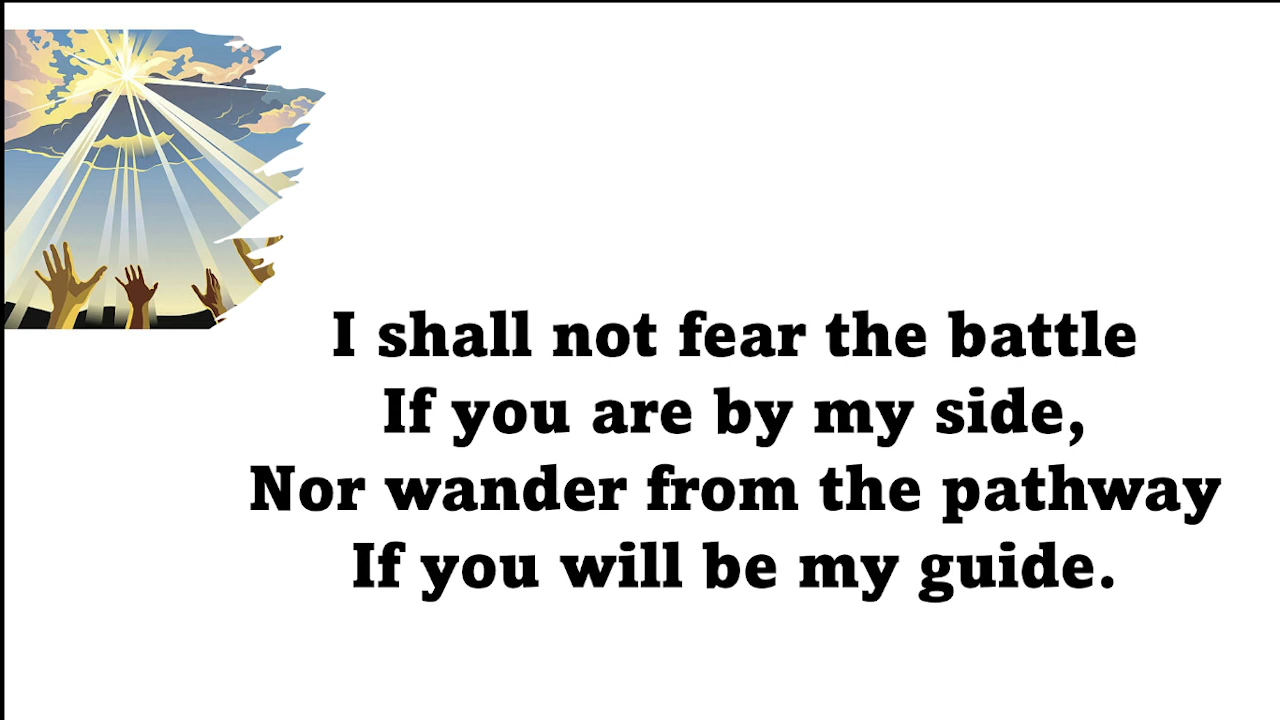 I shall not fear the battle
If you are by my side,
Nor wander from the pathway
If you will be my guide.